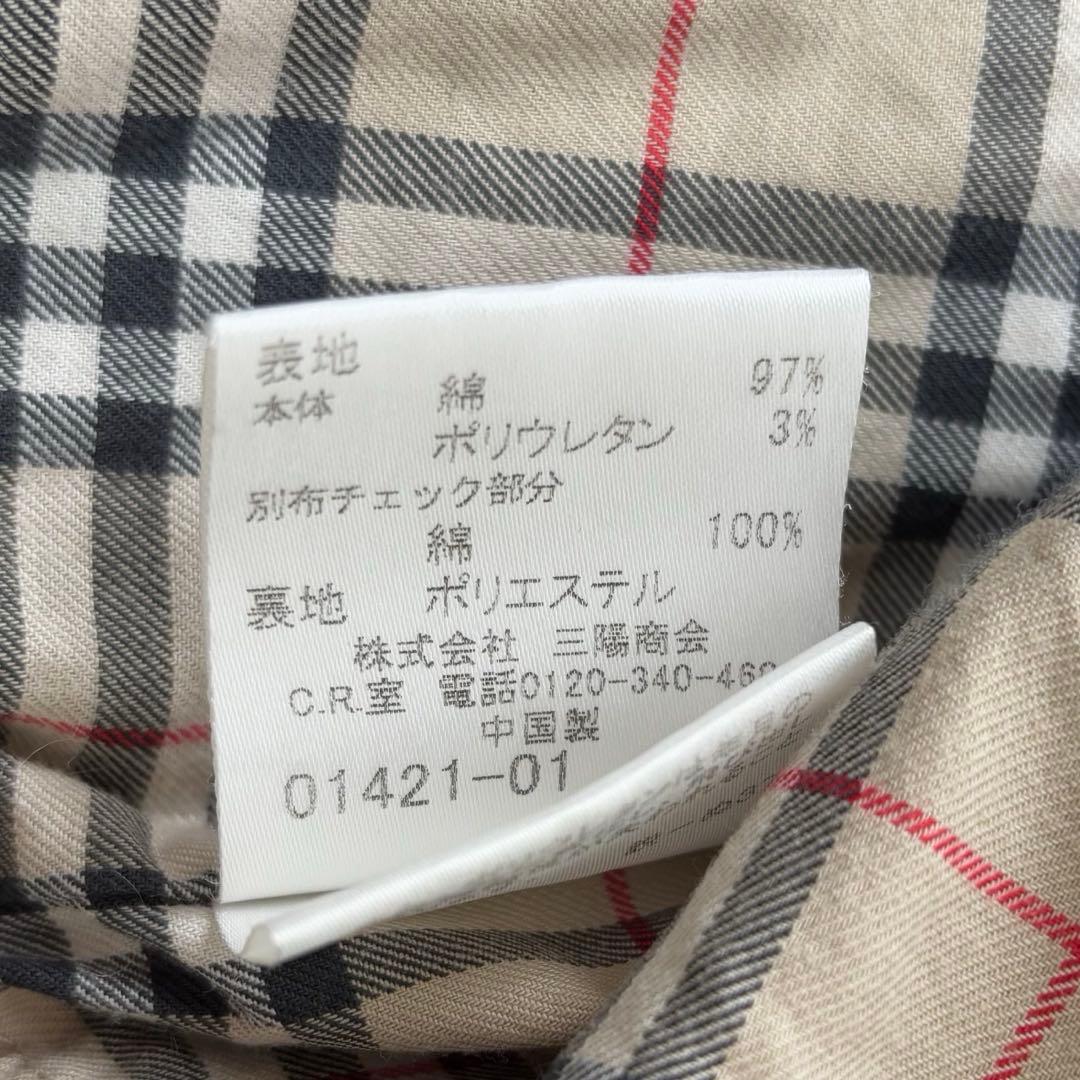 表地
本体 綿 97%
ポリウレタン 3%
別布チェック部分
綿 100%
裏地 ポリエステル
株式会社 三陽商会
C.R.室 電話0120-340-460
中国製
01421-01